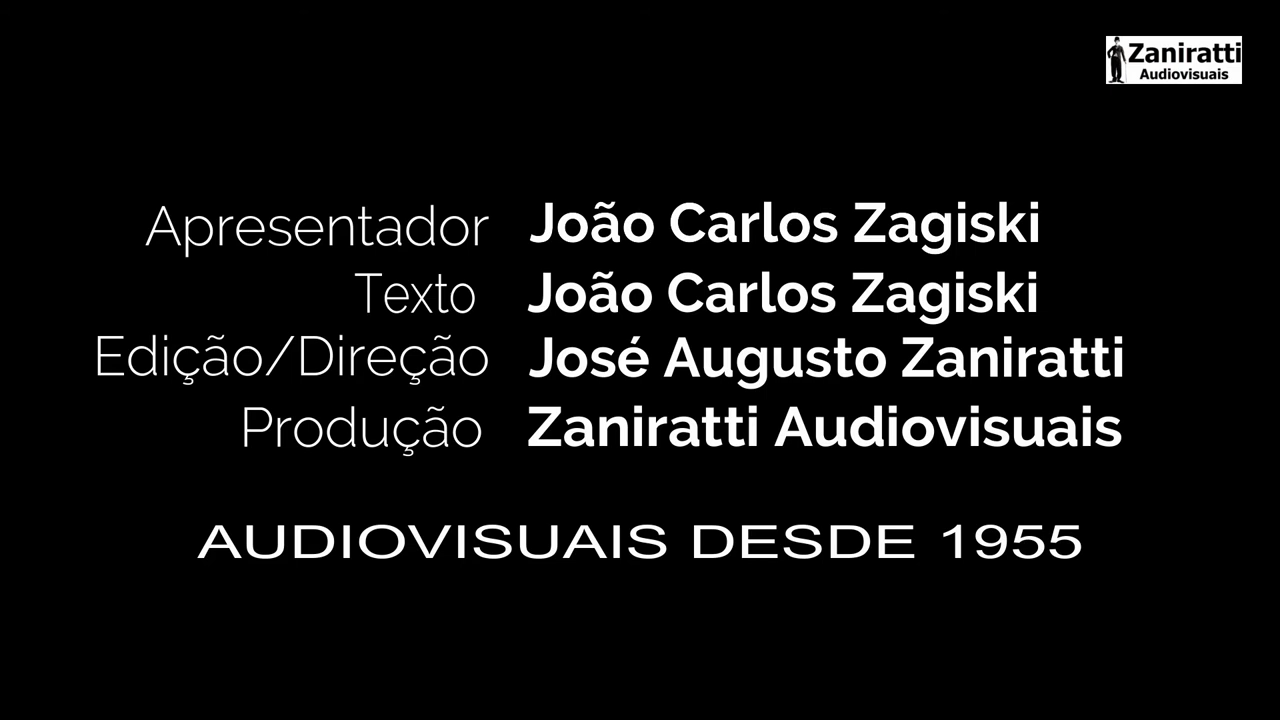 Zaniratti
Audiovisuais
Apresentador João Carlos Zagiski
Texto João Carlos Zagiski
Edição/Direção José Augusto Zaniratti
Produção Zaniratti Audiovisuais
AUDIOVISUAIS DESDE 1955